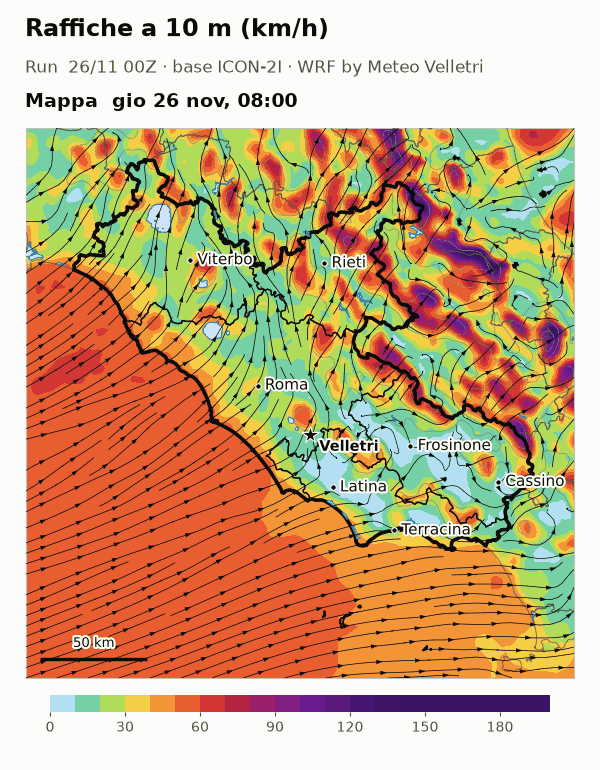 Raffiche a 10 m (km/h)
Run  26/11 00Z · base ICON-2I · WRF by Meteo Velletri
Mappa  gio 26 nov, 08:00
Viterbo
Rieti
Roma
Velletri
Frosinone
Latina
Cassino
Terracina
50 km
0 30 60 90 120 150 180